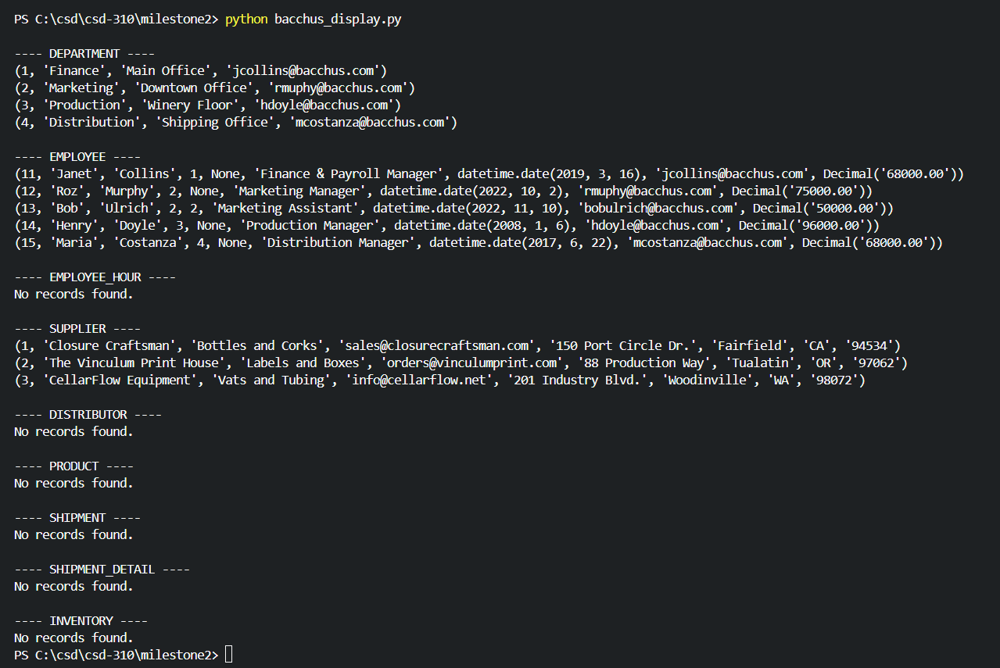 PS C:\csd\csd-310\milestone2> python bacchus_display.py
---- DEPARTMENT ----
(1, 'Finance', 'Main Office', 'jcollins@bacchus.com')
(2, 'Marketing', 'Downtown Office', 'rmuphy@bacchus.com')
(3, 'Production', 'Winery Floor', 'hdoyle@bacchus.com')
(4, 'Distribution', 'Shipping Office', 'mcostanza@bacchus.com')
---- EMPLOYEE ----
(11, 'Janet', 'Collins', 1, None, 'Finance & Payroll Manager', datetime.date(2019, 3, 16), 'jcollins@bacchus.com', Decimal('68000.00'))
(12, 'Roz', 'Murphy', 2, None, 'Marketing Manager', datetime.date(2022, 10, 2), 'rmuphy@bacchus.com', Decimal('75000.00'))
(13, 'Bob', 'Ulrich', 2, 2, 'Marketing Assistant', datetime.date(2022, 11, 10), 'bobulrich@bacchus.com', Decimal('50000.00'))
(14, 'Henry', 'Doyle', 3, None, 'Production Manager', datetime.date(2008, 1, 6), 'hdoyle@bacchus.com', Decimal('96000.00'))
(15, 'Maria', 'Costanza', 4, None, 'Distribution Manager', datetime.date(2017, 6, 22), 'mcostanza@bacchus.com', Decimal('68000.00'))
---- EMPLOYEE_HOUR ----
No records found.
---- SUPPLIER ----
(1, 'Closure Craftsman', 'Bottles and Corks', 'sales@closurecraftsman.com', '150 Port Circle Dr.', 'Fairfield', 'CA', '94534')
(2, 'The Vinculum Print House', 'Labels and Boxes', 'orders@vinculumprint.com', '88 Production Way', 'Tualatin', 'OR', '97062')
(3, 'CellarFlow Equipment', 'Vats and Tubing', 'info@cellarflow.net', '201 Industry Blvd.', 'Woodinville', 'WA', '98072')
---- DISTRIBUTOR ----
No records found.
---- PRODUCT ----
No records found.
---- SHIPMENT ----
No records found.
---- SHIPMENT_DETAIL ----
No records found.
---- INVENTORY ----
No records found.
PS C:\csd\csd-310\milestone2>